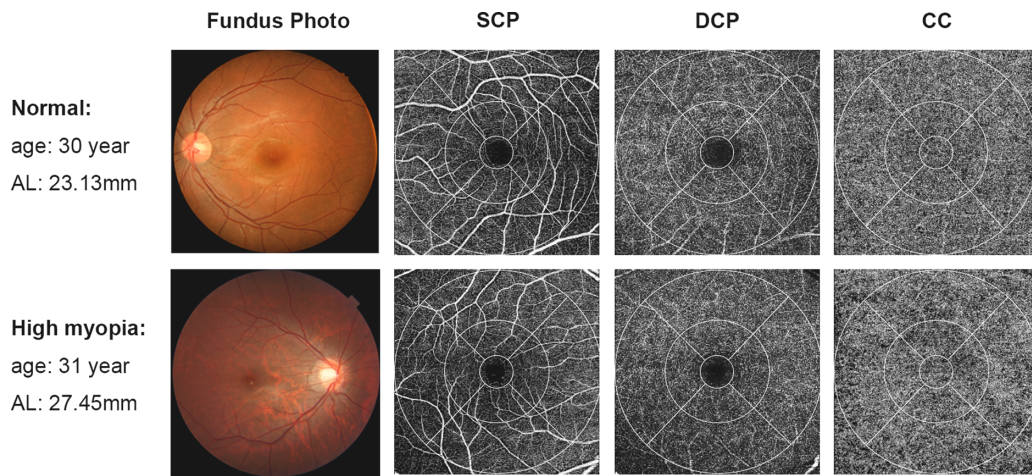 Fundus Photo SCP DCP CC
Normal:
age: 30 year
AL: 23.13mm
High myopia:
age: 31 year
AL: 27.45mm